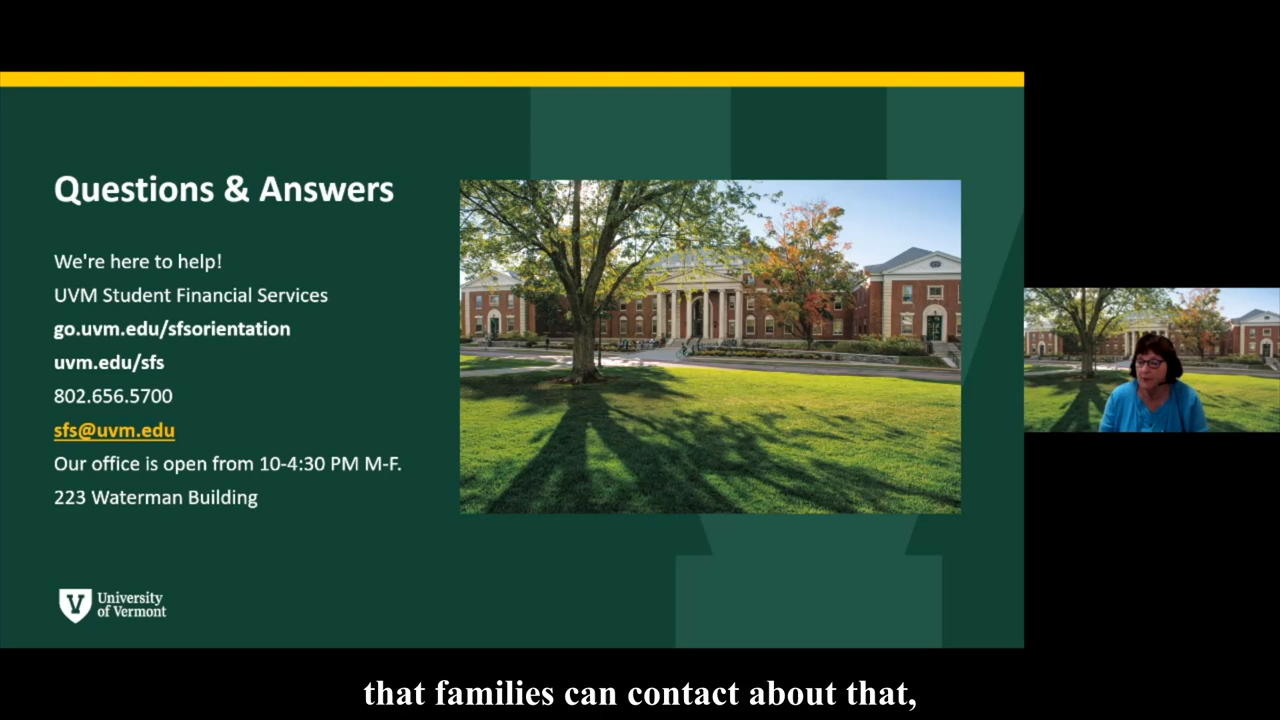 Questions & Answers
We're here to help!
UVM Student Financial Services
go.uvm.edu/sfsorientation
uvm.edu/sfs
802.656.5700
sfs@uvm.edu
Our office is open from 10-4:30 PM M-F.
223 Waterman Building
V University
of Vermont
that families can contact about that,